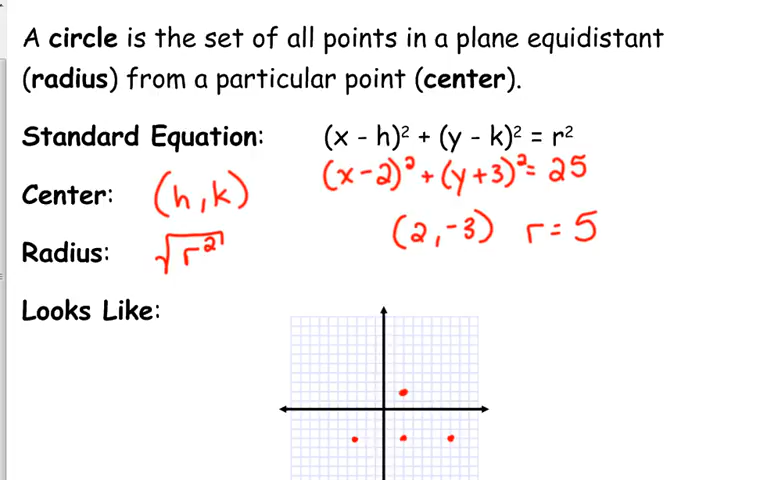 A circle is the set of all points in a plane equidistant
(radius) from a particular point (center).
Standard Equation: (x - h)² + (y - k)² = r²
(x-2)² + (y+3)² = 25
Center: (h, k)
(2, -3) r = 5
Radius: √r²
Looks Like: